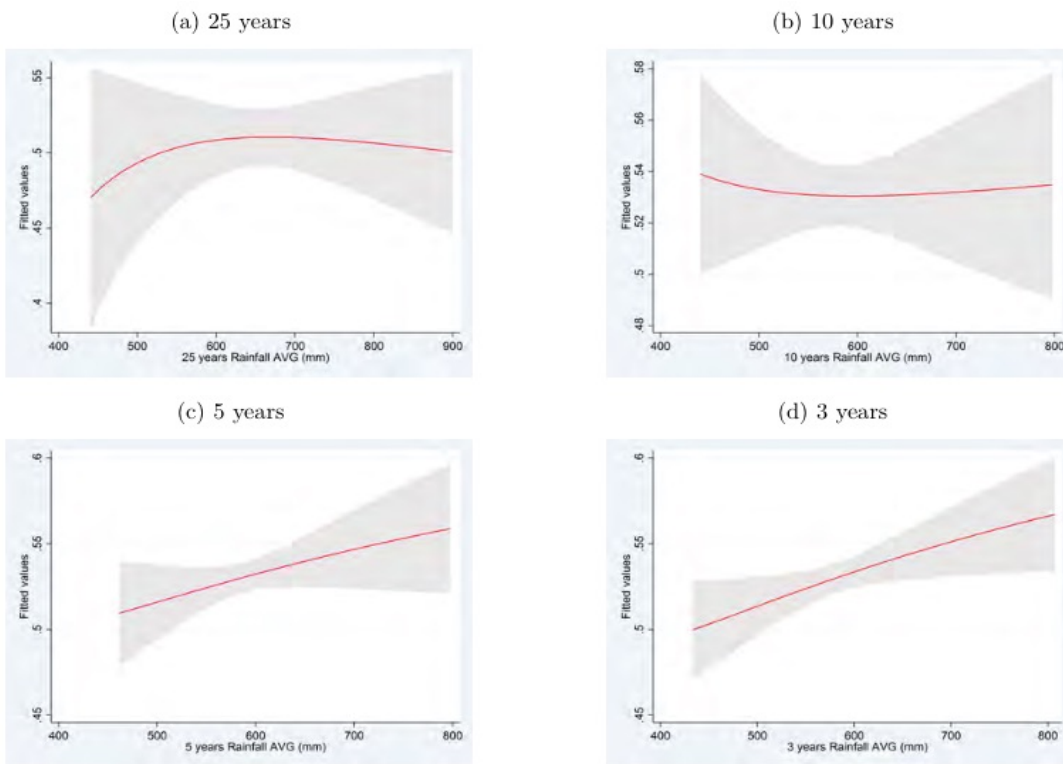 (a) 25 years
.55
.5
.45
.4
Fitted values
400 500 600 700 800 900
25 years Rainfall AVG (mm)
(b) 10 years
.58
.56
.54
.52
.5
.48
Fitted values
400 500 600 700 800
10 years Rainfall AVG (mm)
(c) 5 years
.6
.55
.5
.45
Fitted values
400 500 600 700 800
5 years Rainfall AVG (mm)
(d) 3 years
.6
.55
.5
.45
Fitted values
400 500 600 700 800
3 years Rainfall AVG (mm)